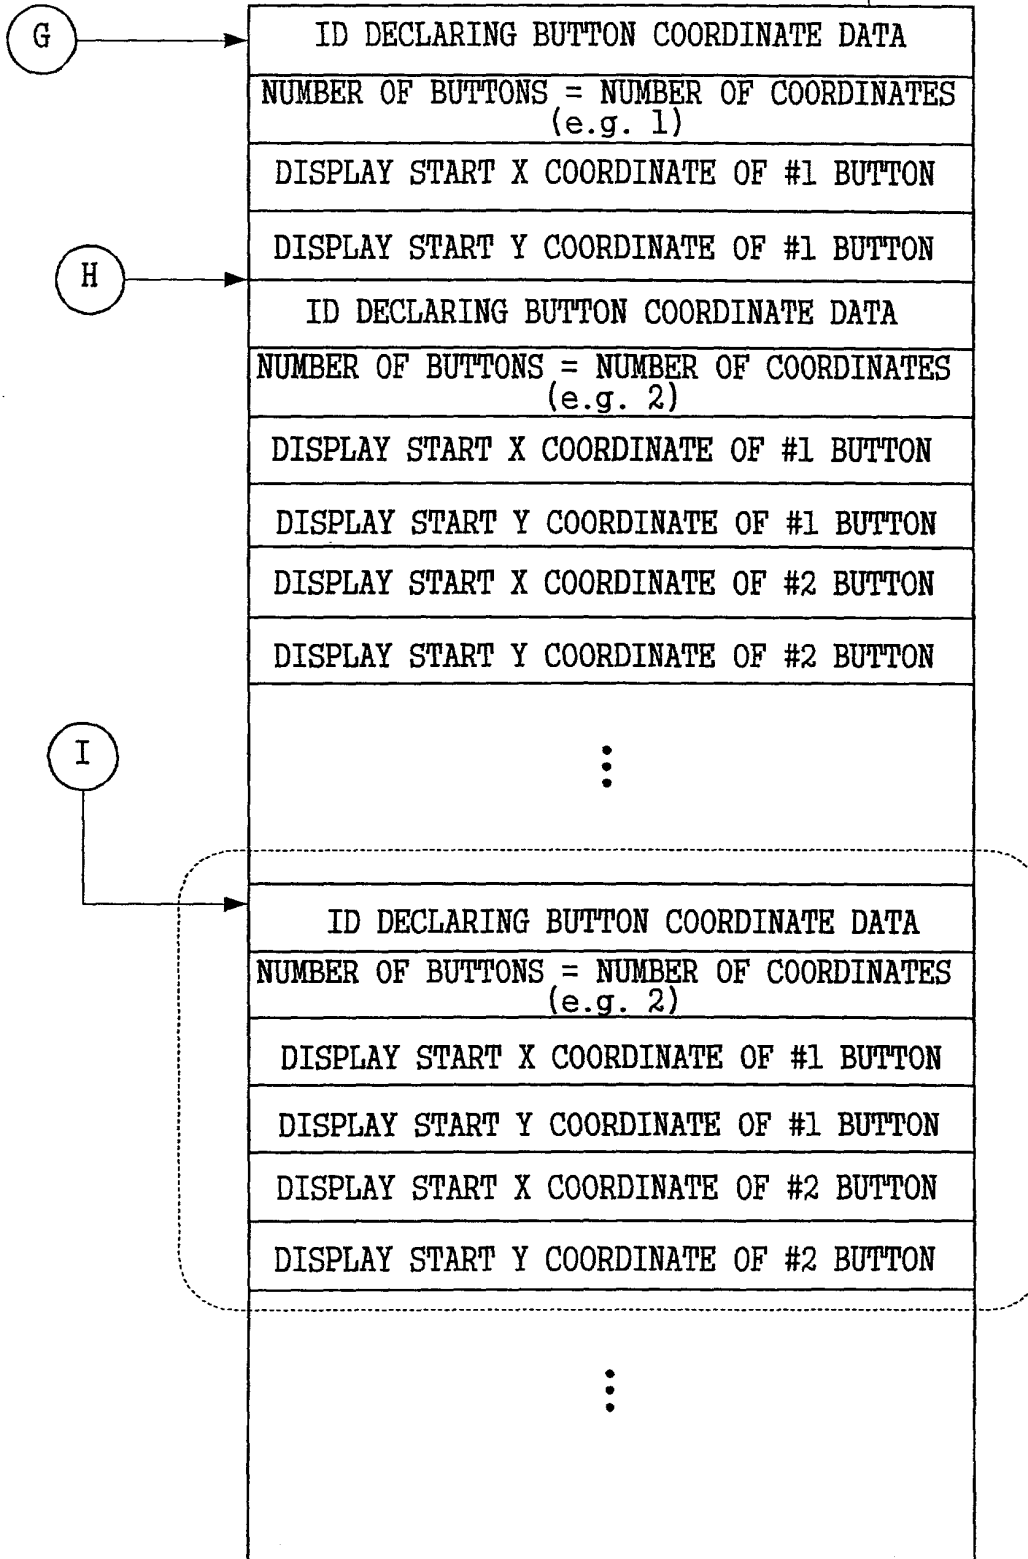 G
ID DECLARING BUTTON COORDINATE DATA
NUMBER OF BUTTONS = NUMBER OF COORDINATES
(e.g. 1)
DISPLAY START X COORDINATE OF #1 BUTTON
DISPLAY START Y COORDINATE OF #1 BUTTON
H
ID DECLARING BUTTON COORDINATE DATA
NUMBER OF BUTTONS = NUMBER OF COORDINATES
(e.g. 2)
DISPLAY START X COORDINATE OF #1 BUTTON
DISPLAY START Y COORDINATE OF #1 BUTTON
DISPLAY START X COORDINATE OF #2 BUTTON
DISPLAY START Y COORDINATE OF #2 BUTTON
I
ID DECLARING BUTTON COORDINATE DATA
NUMBER OF BUTTONS = NUMBER OF COORDINATES
(e.g. 2)
DISPLAY START X COORDINATE OF #1 BUTTON
DISPLAY START Y COORDINATE OF #1 BUTTON
DISPLAY START X COORDINATE OF #2 BUTTON
DISPLAY START Y COORDINATE OF #2 BUTTON